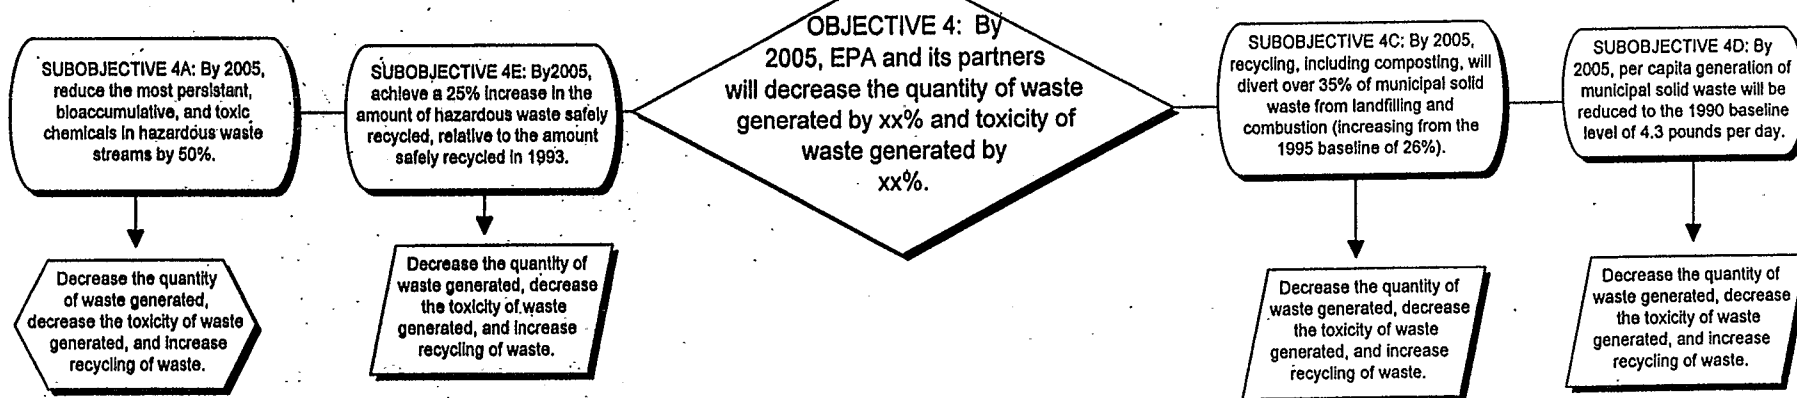 SUBOBJECTIVE 4A: By 2005,
reduce the most persistant,
bioaccumulative, and toxic
chemicals in hazardous waste
streams by 50%.
SUBOBJECTIVE 4E: By2005,
achieve a 25% increase in the
amount of hazardous waste safely
recycled, relative to the amount
safely recycled in 1993.
OBJECTIVE 4: By
2005, EPA and its partners
will decrease the quantity of waste
generated by xx% and toxicity of
waste generated by
xx%.
SUBOBJECTIVE 4C: By 2005,
recycling, including composting, will
divert over 35% of municipal solid
waste from landfilling and
combustion (increasing from the
1995 baseline of 26%).
SUBOBJECTIVE 4D: By
2005, per capita generation of
municipal solid waste will be
reduced to the 1990 baseline
level of 4.3 pounds per day.
Decrease the quantity
of waste generated,
decrease the toxicity of waste
generated, and increase
recycling of waste.
Decrease the quantity of
waste generated, decrease
the toxicity of waste
generated, and increase
recycling of waste.
Decrease the quantity of
waste generated, decrease
the toxicity of waste
generated, and increase
recycling of waste.
Decrease the quantity of
waste generated, decrease
the toxicity of waste
generated, and increase
recycling of waste.